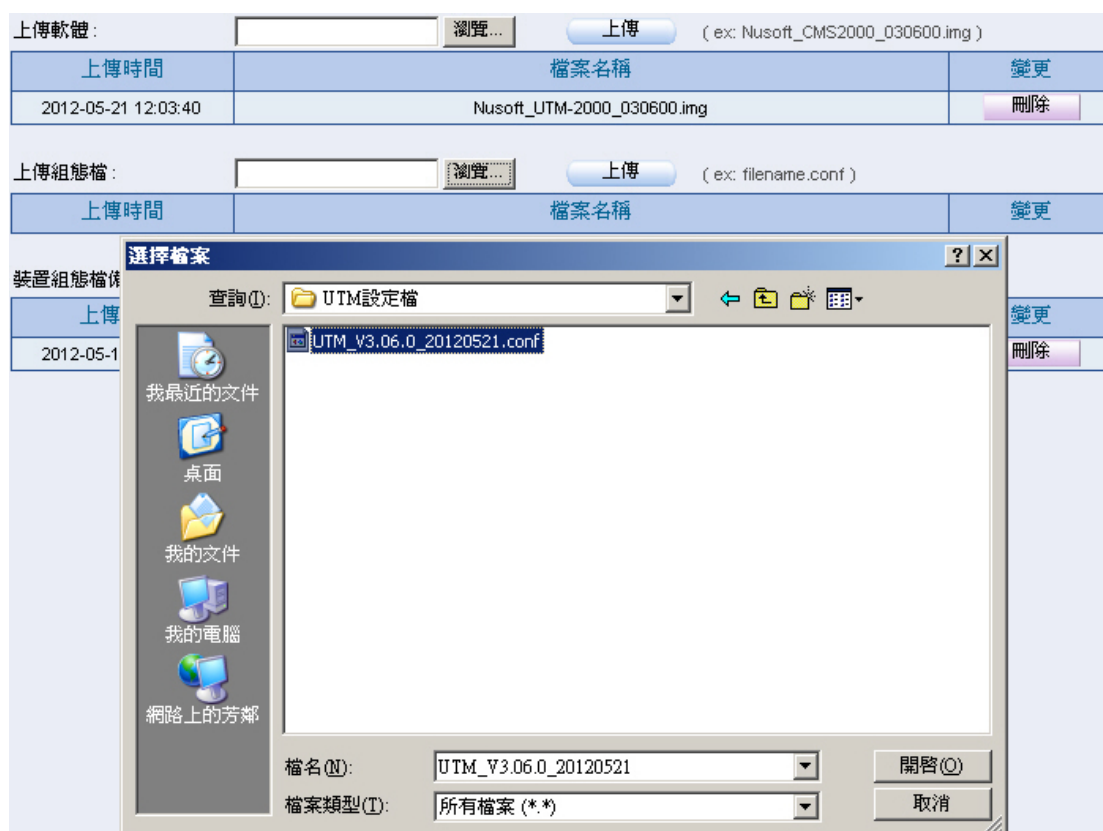 上傳軟體:
瀏覽...
上傳
( ex: Nusoft_CMS2000_030600.img )
上傳時間 檔案名稱 變更
2012-05-21 12:03:40 Nusoft_UTM-2000_030600.img 刪除
上傳組態檔:
瀏覽...
上傳
( ex: filename.conf )
上傳時間 檔案名稱 變更
選擇檔案
裝置組態檔
查詢(I): UTM設定檔
上傳 變更
2012-05-1 刪除
UTM_V3.06.0_20120521.conf
我最近的文件
桌面
我的文件
我的電腦
網路上的芳鄰
檔名(N): UTM_V3.06.0_20120521 開啓(O)
檔案類型(T): 所有檔案 (*.*) 取消